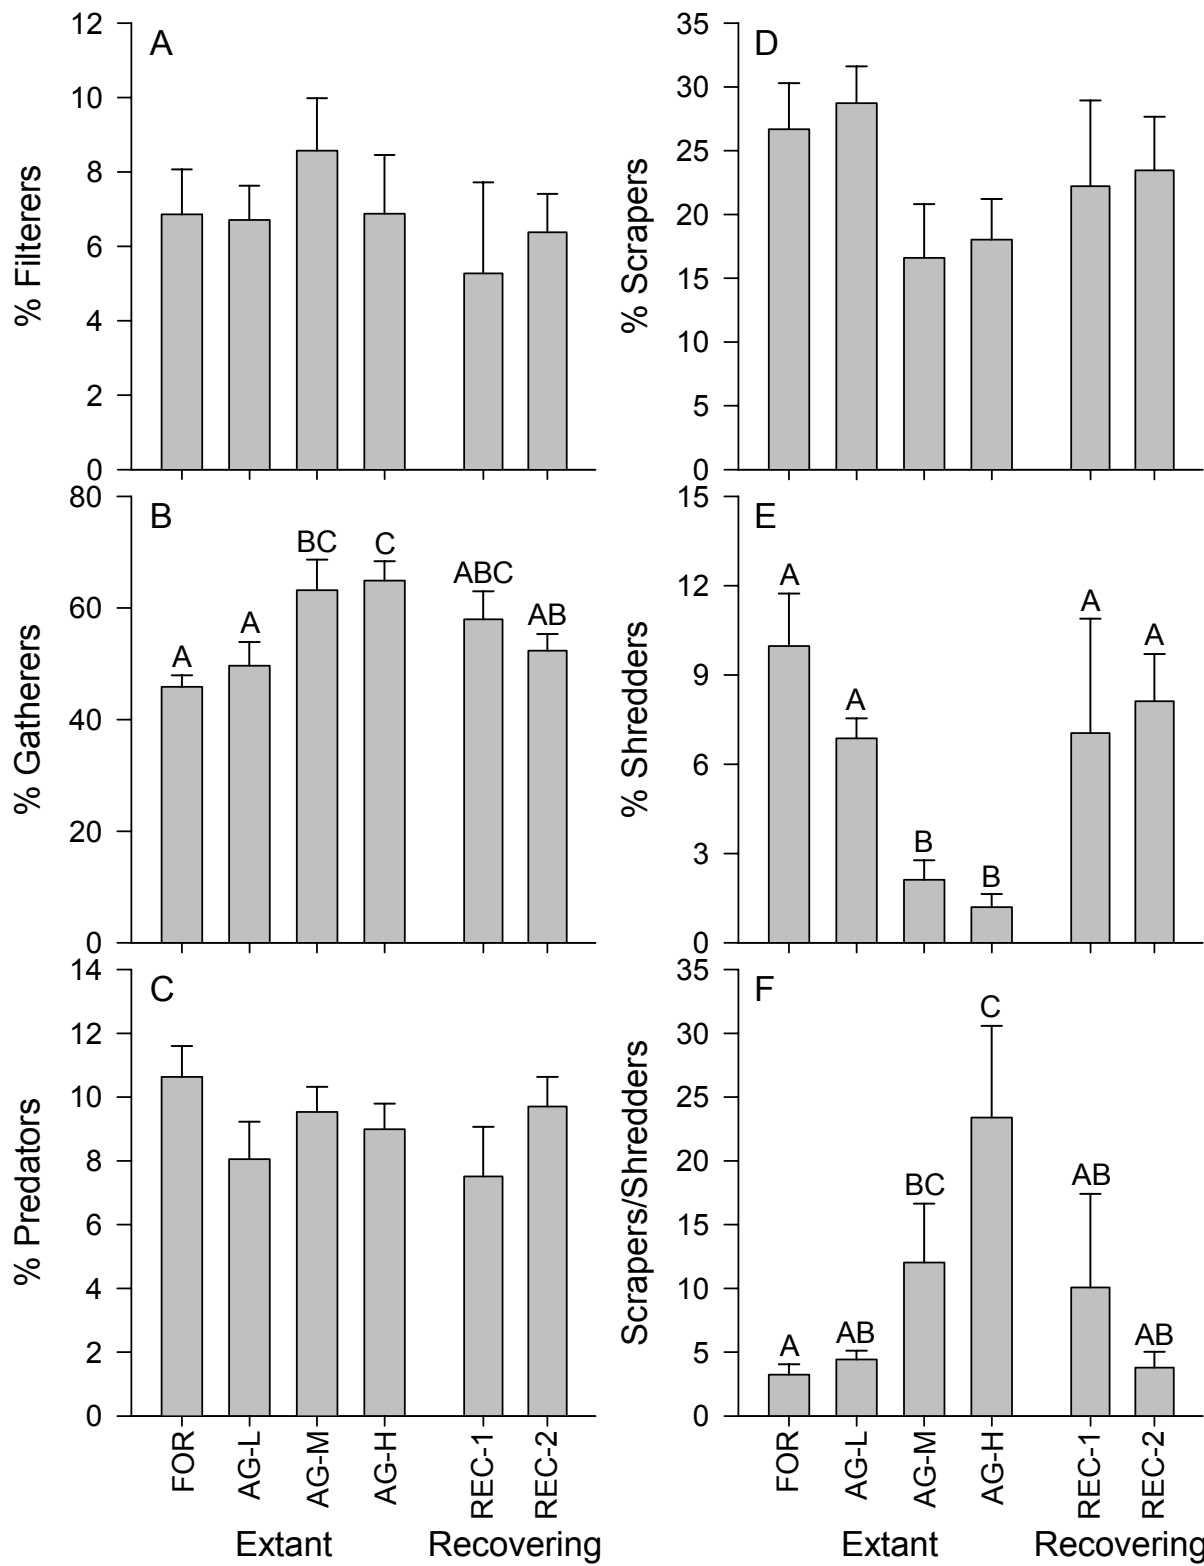 A
% Filterers
12
10
8
6
4
2
0
D
% Scrapers
35
30
25
20
15
10
5
0
B
% Gatherers
80
60
40
20
0
A
A
BC
C
ABC
AB
E
% Shredders
15
12
9
6
3
0
A
A
B
B
A
A
C
% Predators
14
12
10
8
6
4
2
0
FOR
AG-L
AG-M
AG-H
REC-1
REC-2
Extant
Recovering
F
Scrapers/Shredders
35
30
25
20
15
10
5
0
A
AB
BC
C
AB
AB
FOR
AG-L
AG-M
AG-H
REC-1
REC-2
Extant
Recovering